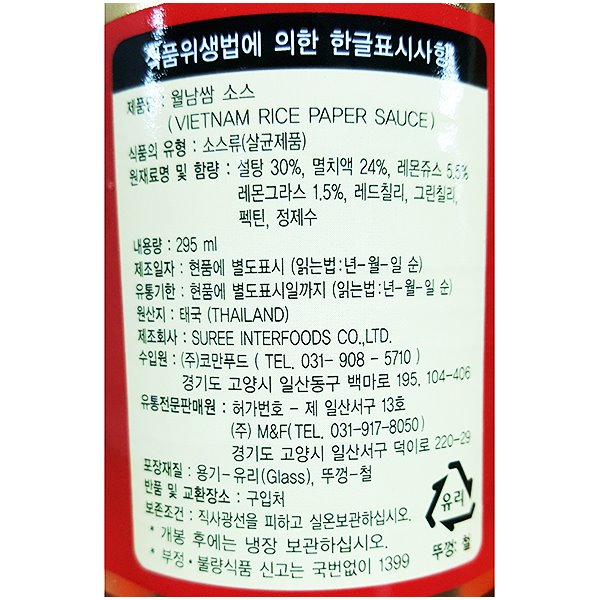 식품위생법에 의한 한글표시사항
제품명 : 월남쌈 소스
(VIETNAM RICE PAPER SAUCE)
식품의 유형 : 소스류(살균제품)
원재료명 및 함량 : 설탕 30%, 멸치액 24%, 레몬쥬스 5.5%
레몬그라스 1.5%, 레드칠리, 그린칠리,
펙틴, 정제수
내용량 : 295 ml
제조일자 : 현품에 별도표시 (읽는법:년-월-일 순)
유통기한 : 현품에 별도표시일까지 (읽는법:년-월-일 순)
원산지 : 태국 (THAILAND)
제조회사 : SUREE INTERFOODS CO.,LTD.
수입원 : (주)코만푸드 ( TEL. 031- 908 - 5710 )
경기도 고양시 일산동구 백마로 195, 104-406
유통전문판매원 : 허가번호 - 제 일산서구 13호
(주) M&F( TEL. 031-917-8050)
경기도 고양시 일산서구 덕이로 220-29
포장재질 : 용기-유리(Glass), 뚜껑-철
반품 및 교환장소 : 구입처
보존조건 : 직사광선을 피하고 실온보관하십시오.
* 개봉 후에는 냉장 보관하십시오.
* 부정·불량식품 신고는 국번없이 1399
유리
뚜껑: 철